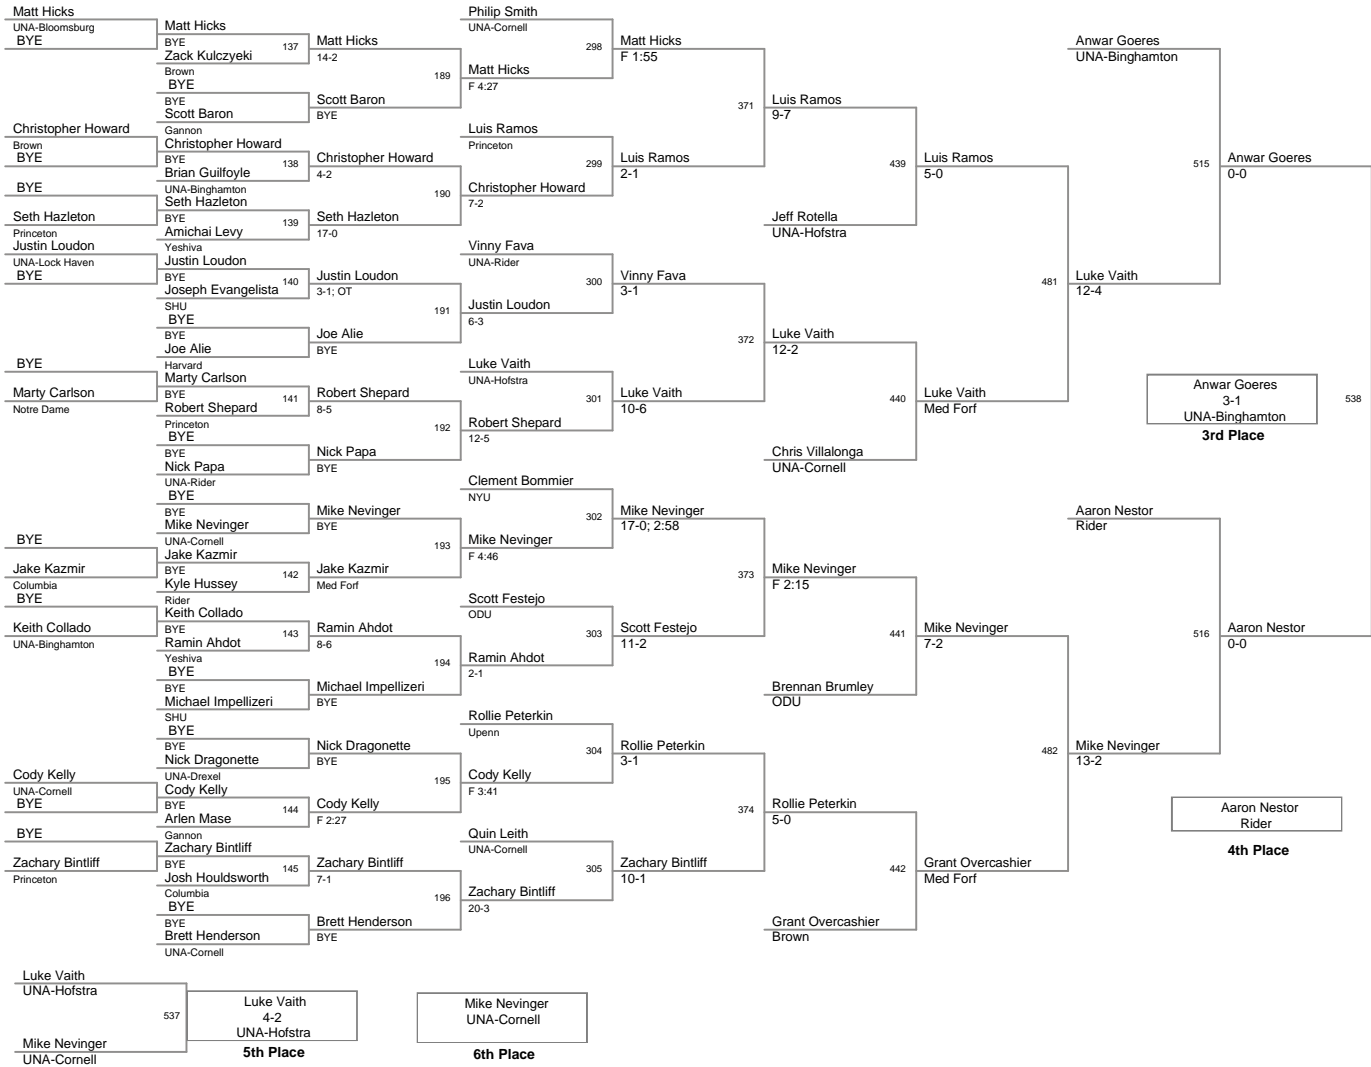 Matt Hicks
UNA-Bloomsburg
BYE
Christopher Howard
Brown
BYE
BYE
Seth Hazleton
Princeton
Justin Loudon
UNA-Lock Haven
BYE
BYE
Marty Carlson
Notre Dame
BYE
Jake Kazmir
Columbia
BYE
Keith Collado
UNA-Binghamton
Cody Kelly
UNA-Cornell
BYE
BYE
Zachary Bintliff
Princeton
Matt Hicks
BYE
Zack Kulczyeki
137
Brown
BYE
BYE
Scott Baron
Gannon
Christopher Howard
BYE
Brian Guilfoyle
138
UNA-Binghamton
Seth Hazleton
BYE
Amichai Levy
139
Yeshiva
Justin Loudon
BYE
Joseph Evangelista
140
SHU
BYE
BYE
Joe Alie
Harvard
Marty Carlson
BYE
Robert Shepard
141
Princeton
BYE
BYE
Nick Papa
UNA-Rider
BYE
BYE
Mike Nevinger
UNA-Cornell
Jake Kazmir
BYE
Kyle Hussey
142
Rider
Keith Collado
BYE
Ramin Ahdot
143
Yeshiva
BYE
BYE
Michael Impellizeri
SHU
BYE
BYE
Nick Dragonette
UNA-Drexel
Cody Kelly
BYE
Arlen Mase
144
Gannon
Zachary Bintliff
BYE
Josh Houldsworth
145
Columbia
BYE
BYE
Brett Henderson
UNA-Cornell
Matt Hicks
14-2
189
Scott Baron
BYE
Christopher Howard
4-2
190
Seth Hazleton
17-0
Justin Loudon
3-1; OT
191
Joe Alie
BYE
Robert Shepard
8-5
192
Nick Papa
BYE
Mike Nevinger
BYE
193
Jake Kazmir
Med Forf
Ramin Ahdot
8-6
194
Michael Impellizeri
BYE
Nick Dragonette
BYE
195
Cody Kelly
F 2:27
Zachary Bintliff
7-1
196
Brett Henderson
BYE
Philip Smith
UNA-Cornell
298
Matt Hicks
F 4:27
Luis Ramos
Princeton
299
Christopher Howard
7-2
Vinny Fava
UNA-Rider
300
Justin Loudon
6-3
Luke Vaith
UNA-Hofstra
301
Robert Shepard
12-5
Clement Bommier
NYU
302
Mike Nevinger
F 4:46
Scott Festejo
ODU
303
Ramin Ahdot
2-1
Rollie Peterkin
Upenn
304
Cody Kelly
F 3:41
Quin Leith
UNA-Cornell
305
Zachary Bintliff
20-3
Matt Hicks
F 1:55
371
Luis Ramos
2-1
Vinny Fava
3-1
372
Luke Vaith
10-6
Mike Nevinger
17-0; 2:58
373
Scott Festejo
11-2
Rollie Peterkin
3-1
374
Zachary Bintliff
10-1
Luis Ramos
9-7
439
Jeff Rotella
UNA-Hofstra
Luke Vaith
12-2
440
Chris Villalonga
UNA-Cornell
Mike Nevinger
F 2:15
441
Brennan Brumley
ODU
Rollie Peterkin
5-0
442
Grant Overcashier
Brown
Luis Ramos
5-0
481
Luke Vaith
Med Forf
Mike Nevinger
7-2
482
Grant Overcashier
Med Forf
Anwar Goeres
UNA-Binghamton
515
Luke Vaith
12-4
Aaron Nestor
Rider
516
Mike Nevinger
13-2
Anwar Goeres
0-0
538
Aaron Nestor
0-0
Anwar Goeres
3-1
UNA-Binghamton
3rd Place
Aaron Nestor
Rider
4th Place
Luke Vaith
UNA-Hofstra
537
Mike Nevinger
UNA-Cornell
Luke Vaith
4-2
UNA-Hofstra
5th Place
Mike Nevinger
UNA-Cornell
6th Place